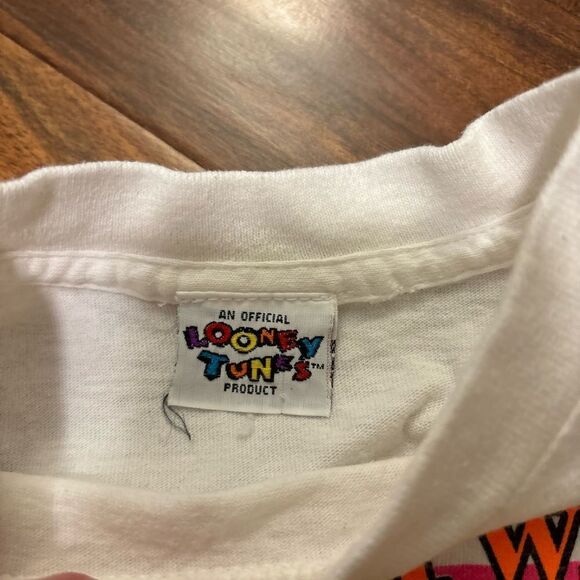 AN OFFICIAL
LOONEY
TUNES™
PRODUCT
W